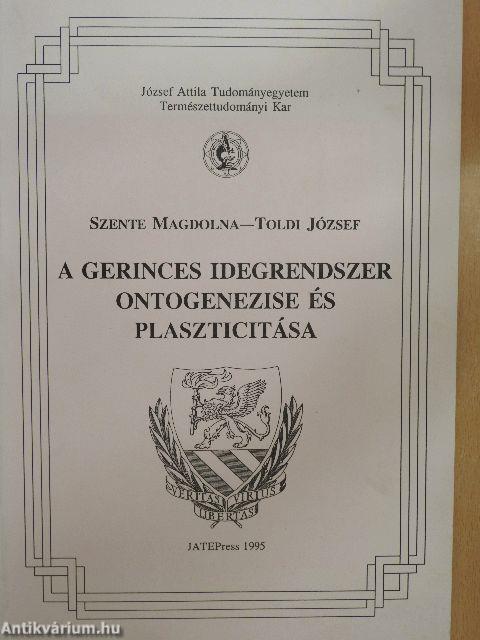 József Attila Tudományegyetem
Természettudományi Kar
SZENTE MAGDOLNA—TOLDI JÓZSEF
A GERINCES IDEGRENDSZER
ONTOGENEZISE ÉS
PLASZTICITÁSA
VERITAS VIRTUS
LIBERTAS
JATEPress 1995
Antikvárium.hu